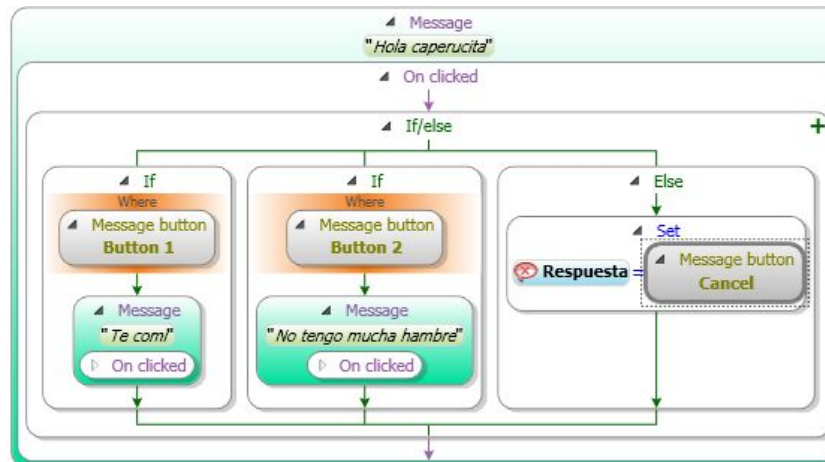 Message
"Hola caperucita"
On clicked
If/else
+
If
Where
Message button
Button 1
Message
"Te comí"
On clicked
If
Where
Message button
Button 2
Message
"No tengo mucha hambre"
On clicked
Else
Set
Respuesta =
Message button
Cancel